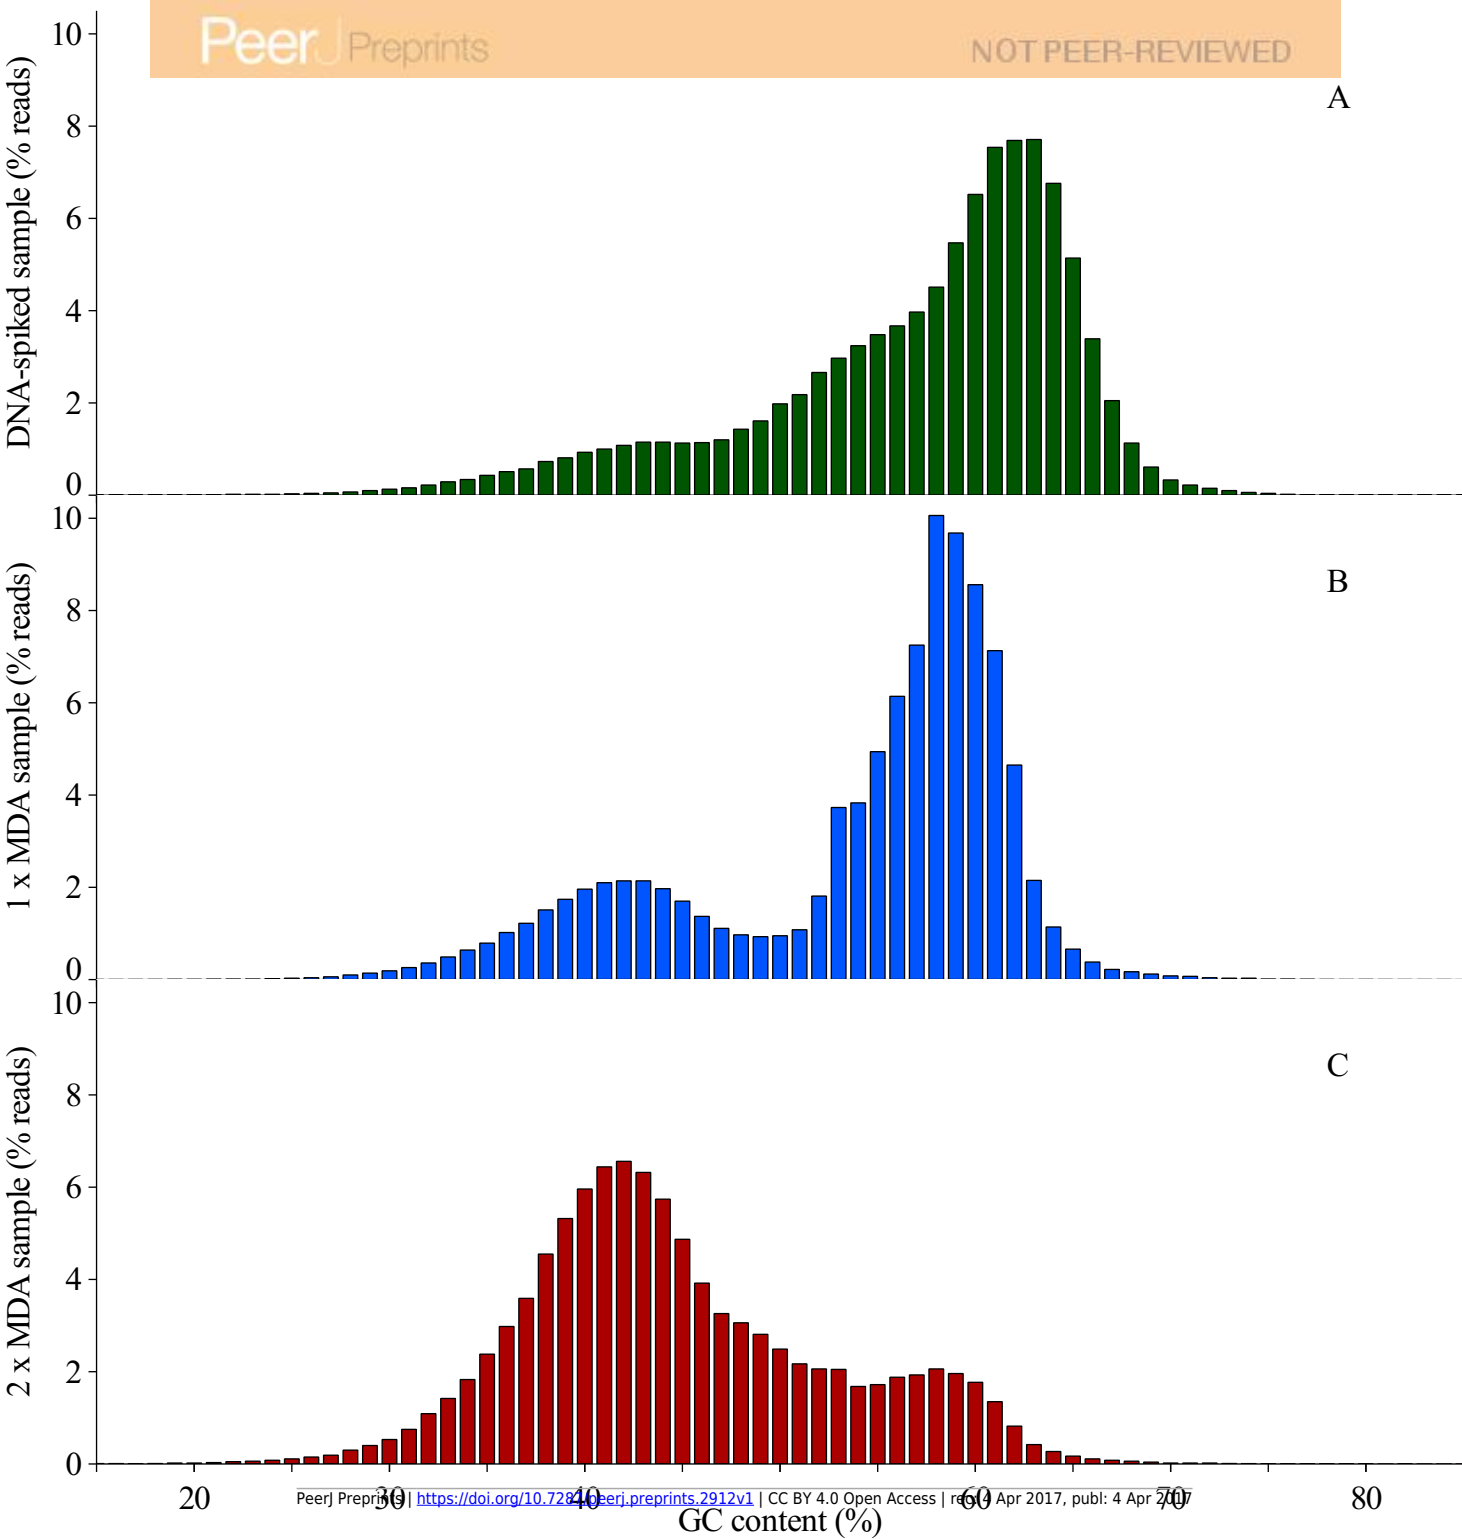 PeerJ Preprints
NOT PEER-REVIEWED
A
DNA-spiked sample (% reads)
10
8
6
4
2
0
B
1 x MDA sample (% reads)
10
8
6
4
2
0
C
2 x MDA sample (% reads)
10
8
6
4
2
0
20 30 40 60 70 80
PeerJ Preprints | https://doi.org/10.7287/peerj.preprints.2912v1 | CC BY 4.0 Open Access | rec: 4 Apr 2017, publ: 4 Apr 2017
GC content (%)